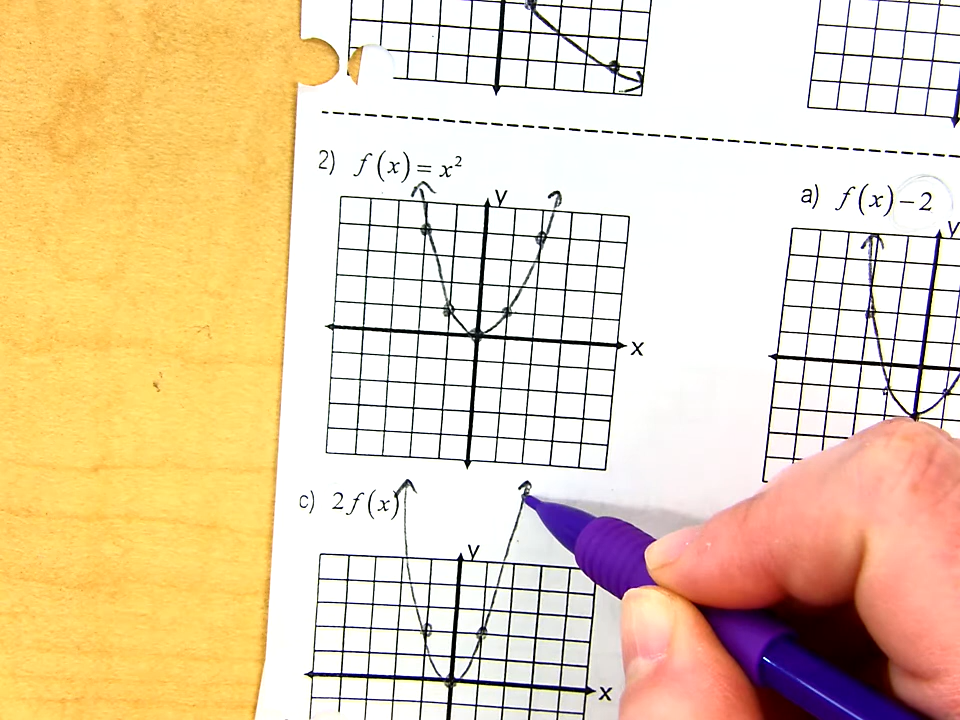 2) f(x) = x²
y
x
a) f(x) – 2
y
c) 2f(x)
y
x